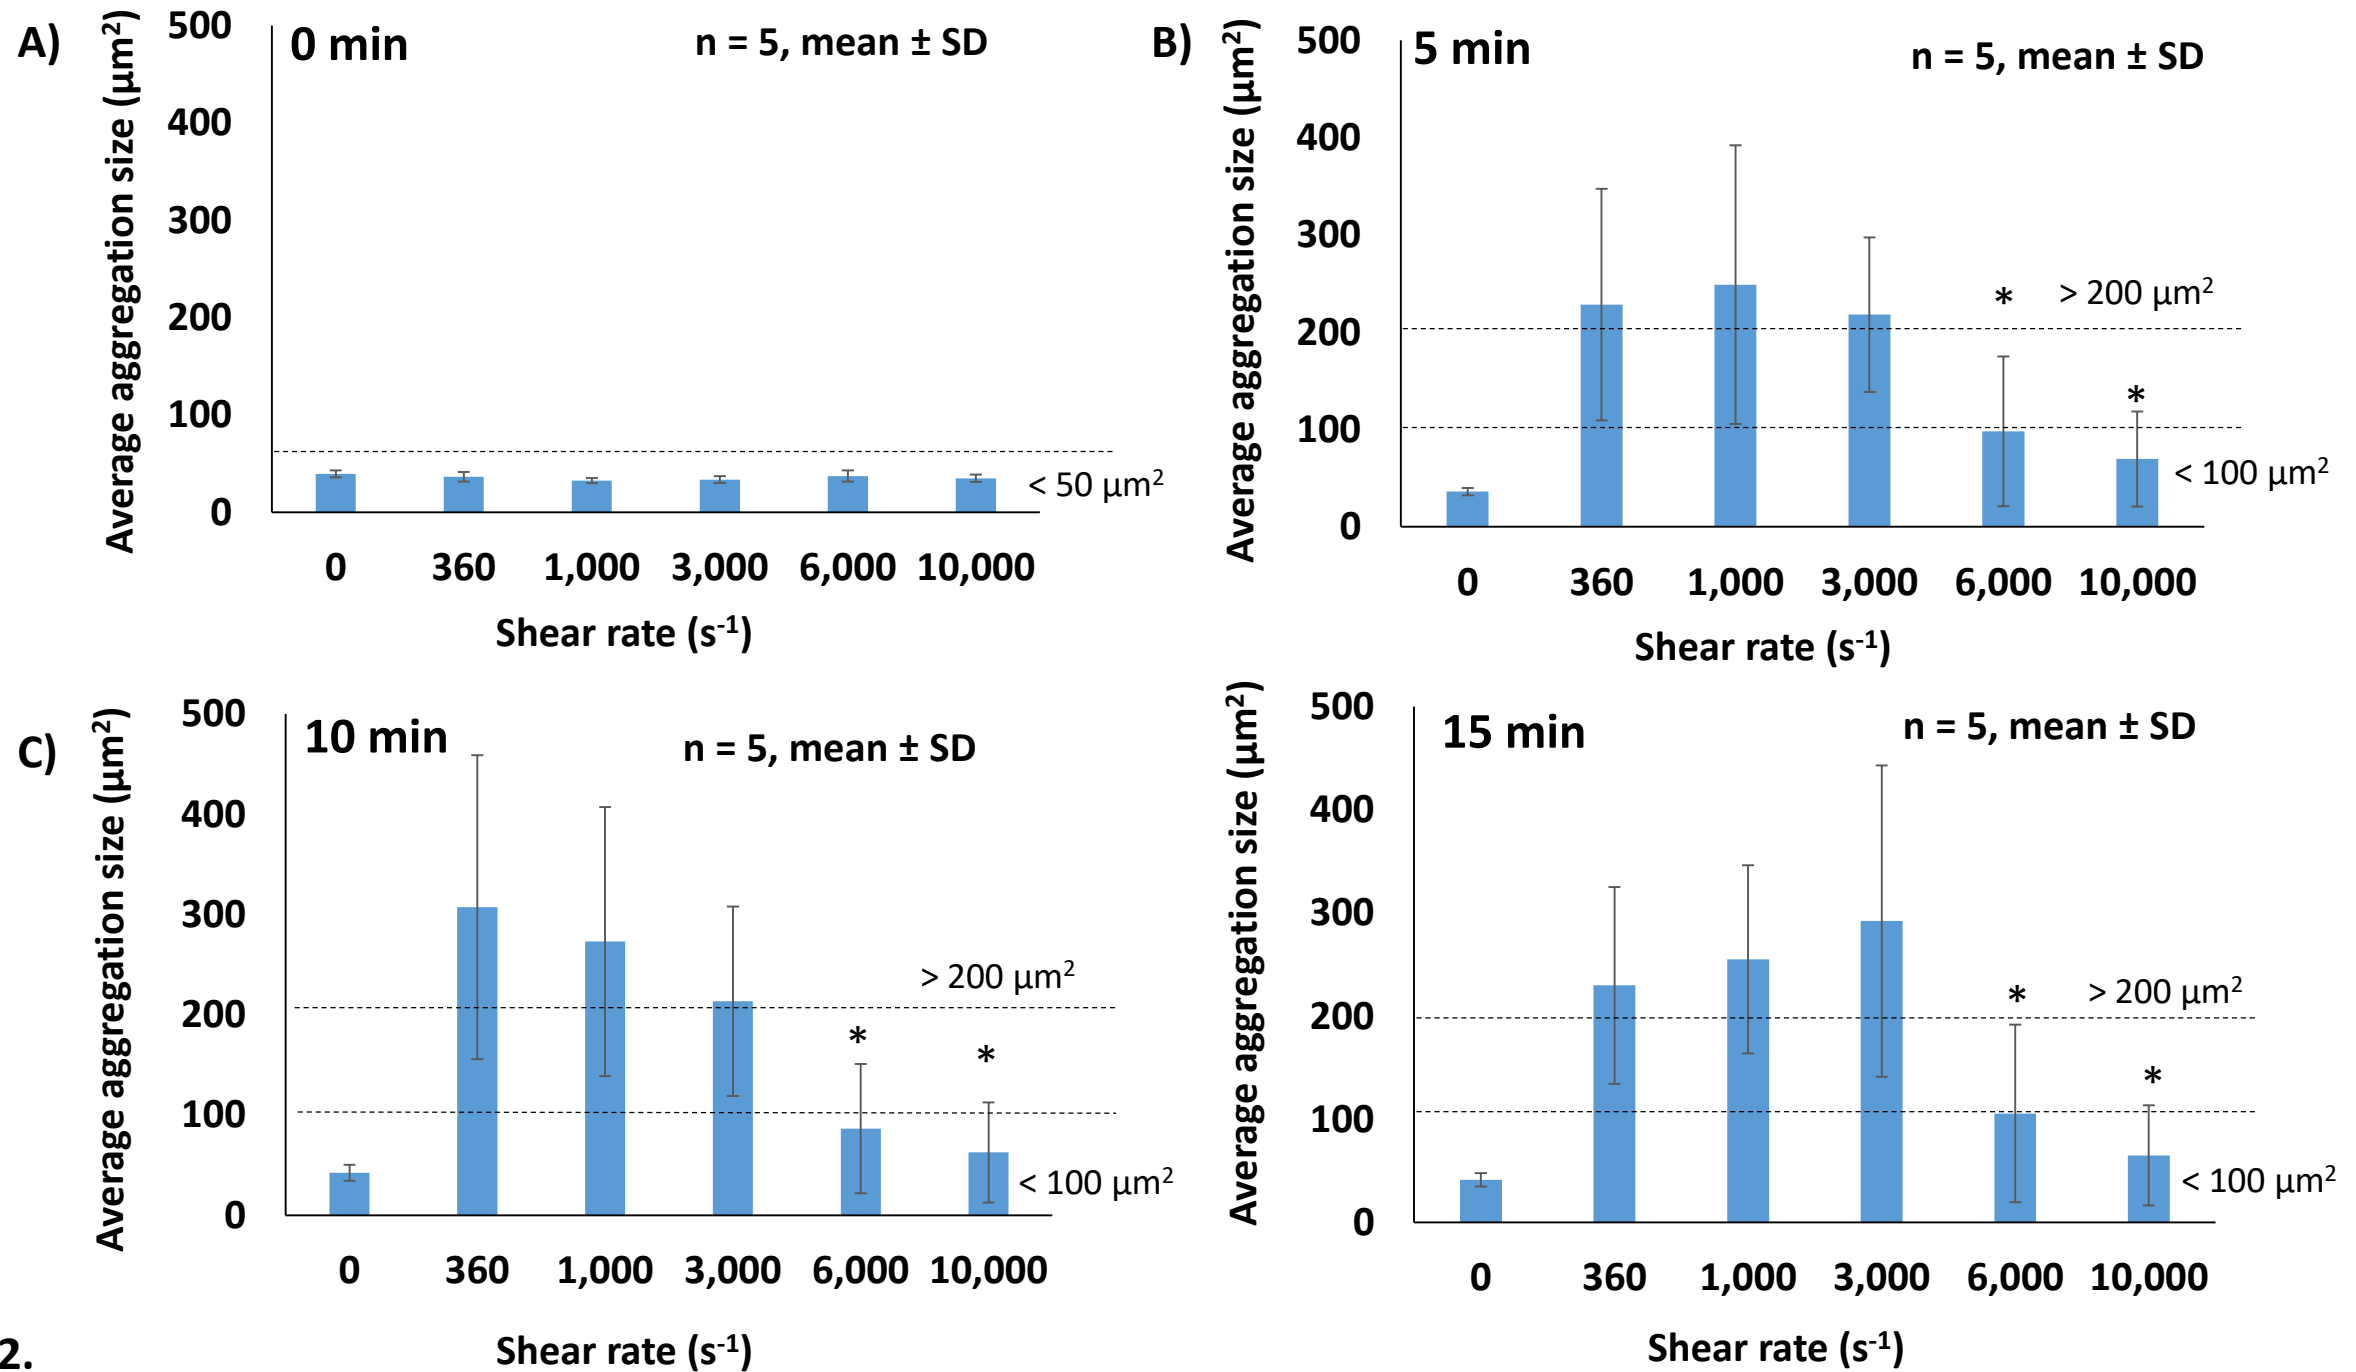 A)
Average aggregation size (µm²)
500
400
300
200
100
0
0 min
n = 5, mean ± SD
< 50 µm²
0 360 1,000 3,000 6,000 10,000
Shear rate (s⁻¹)
B)
Average aggregation size (µm²)
500
400
300
200
100
0
5 min
n = 5, mean ± SD
* > 200 µm²
*
< 100 µm²
0 360 1,000 3,000 6,000 10,000
Shear rate (s⁻¹)
C)
Average aggregation size (µm²)
500
400
300
200
100
0
10 min
n = 5, mean ± SD
> 200 µm²
* *
< 100 µm²
0 360 1,000 3,000 6,000 10,000
Shear rate (s⁻¹)
Average aggregation size (µm²)
500
400
300
200
100
0
15 min
n = 5, mean ± SD
* > 200 µm²
*
< 100 µm²
0 360 1,000 3,000 6,000 10,000
Shear rate (s⁻¹)
2.